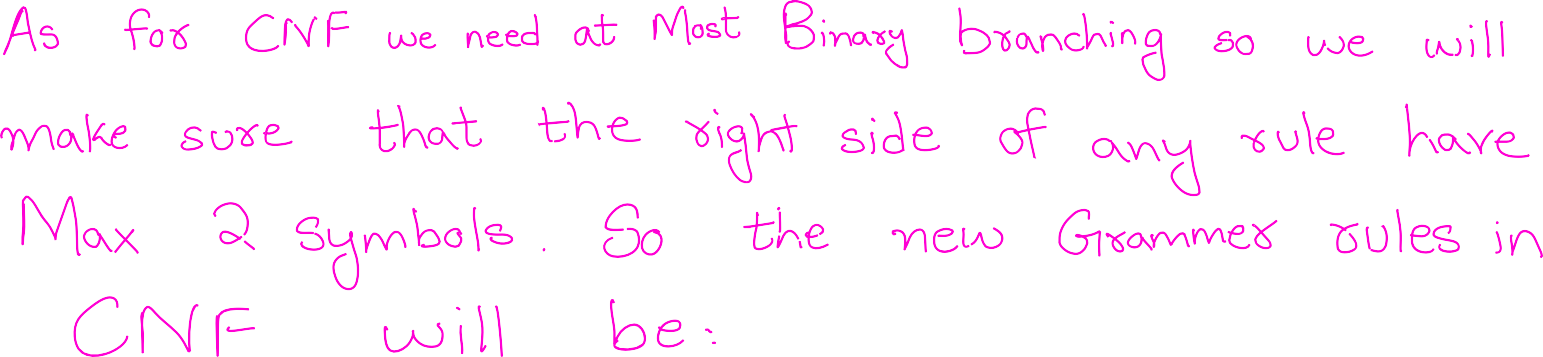 As for CNF we need at Most Binary branching so we will
make sure that the right side of any rule have
Max 2 symbols. So the new Grammer rules in
CNF will be: